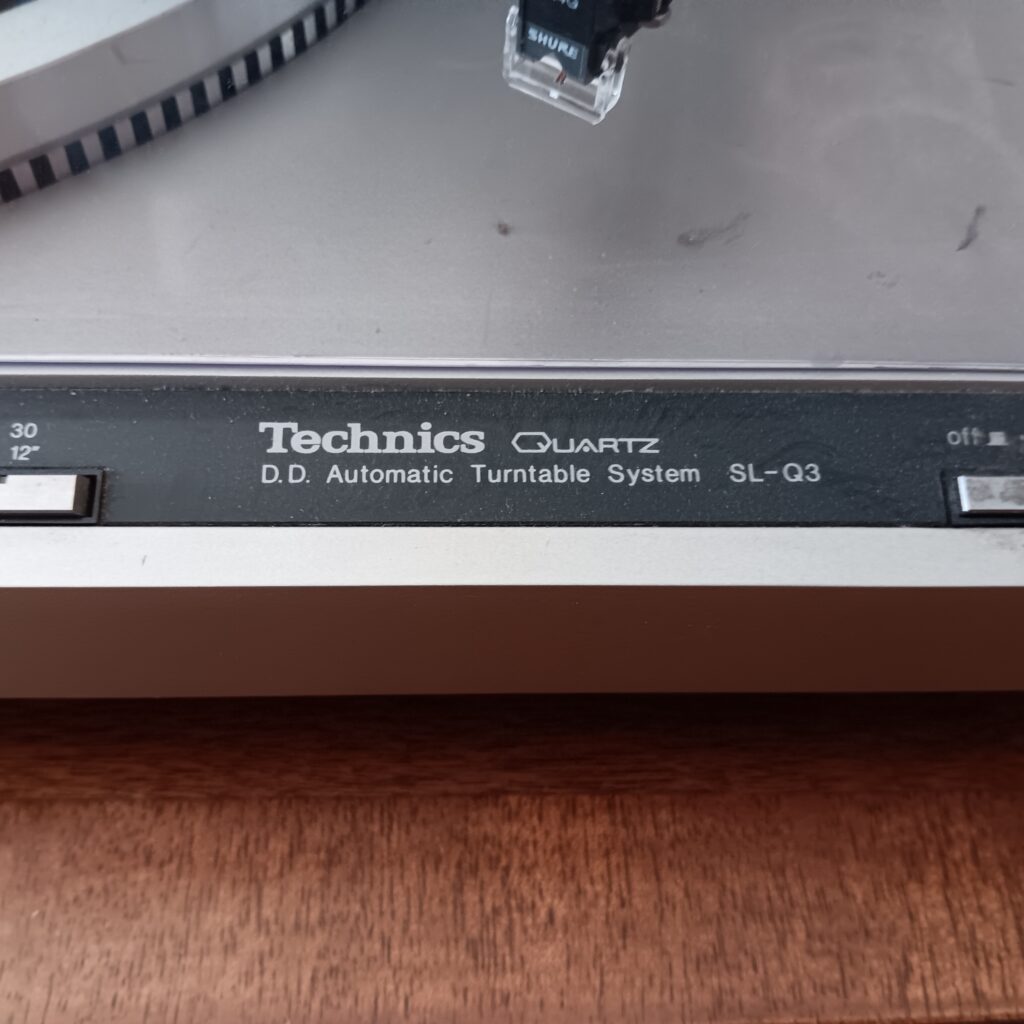 SHURE
30
12"
off
Technics QUARTZ
D.D. Automatic Turntable System SL-Q3